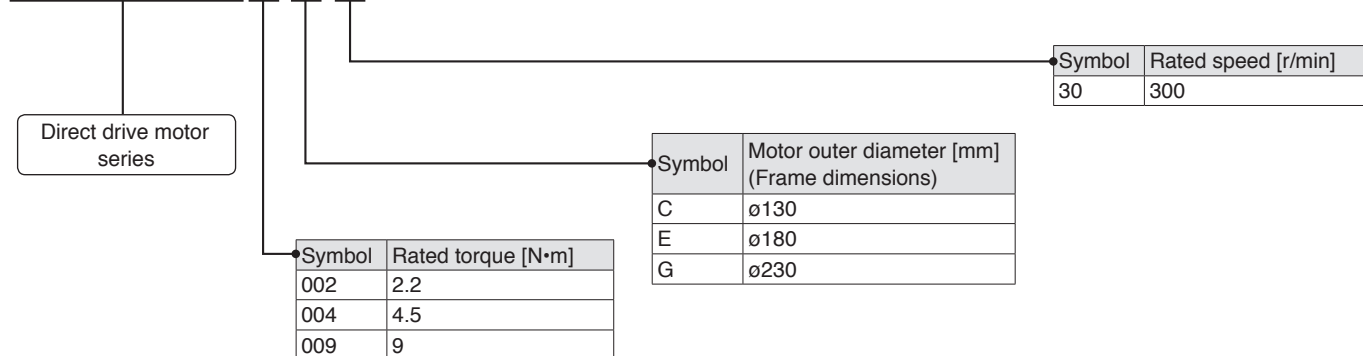 Symbol Rated speed [r/min]
30 300
Direct drive motor
series
Symbol Motor outer diameter [mm]
(Frame dimensions)
C ø130
E ø180
G ø230
Symbol Rated torque [N•m]
002 2.2
004 4.5
009 9